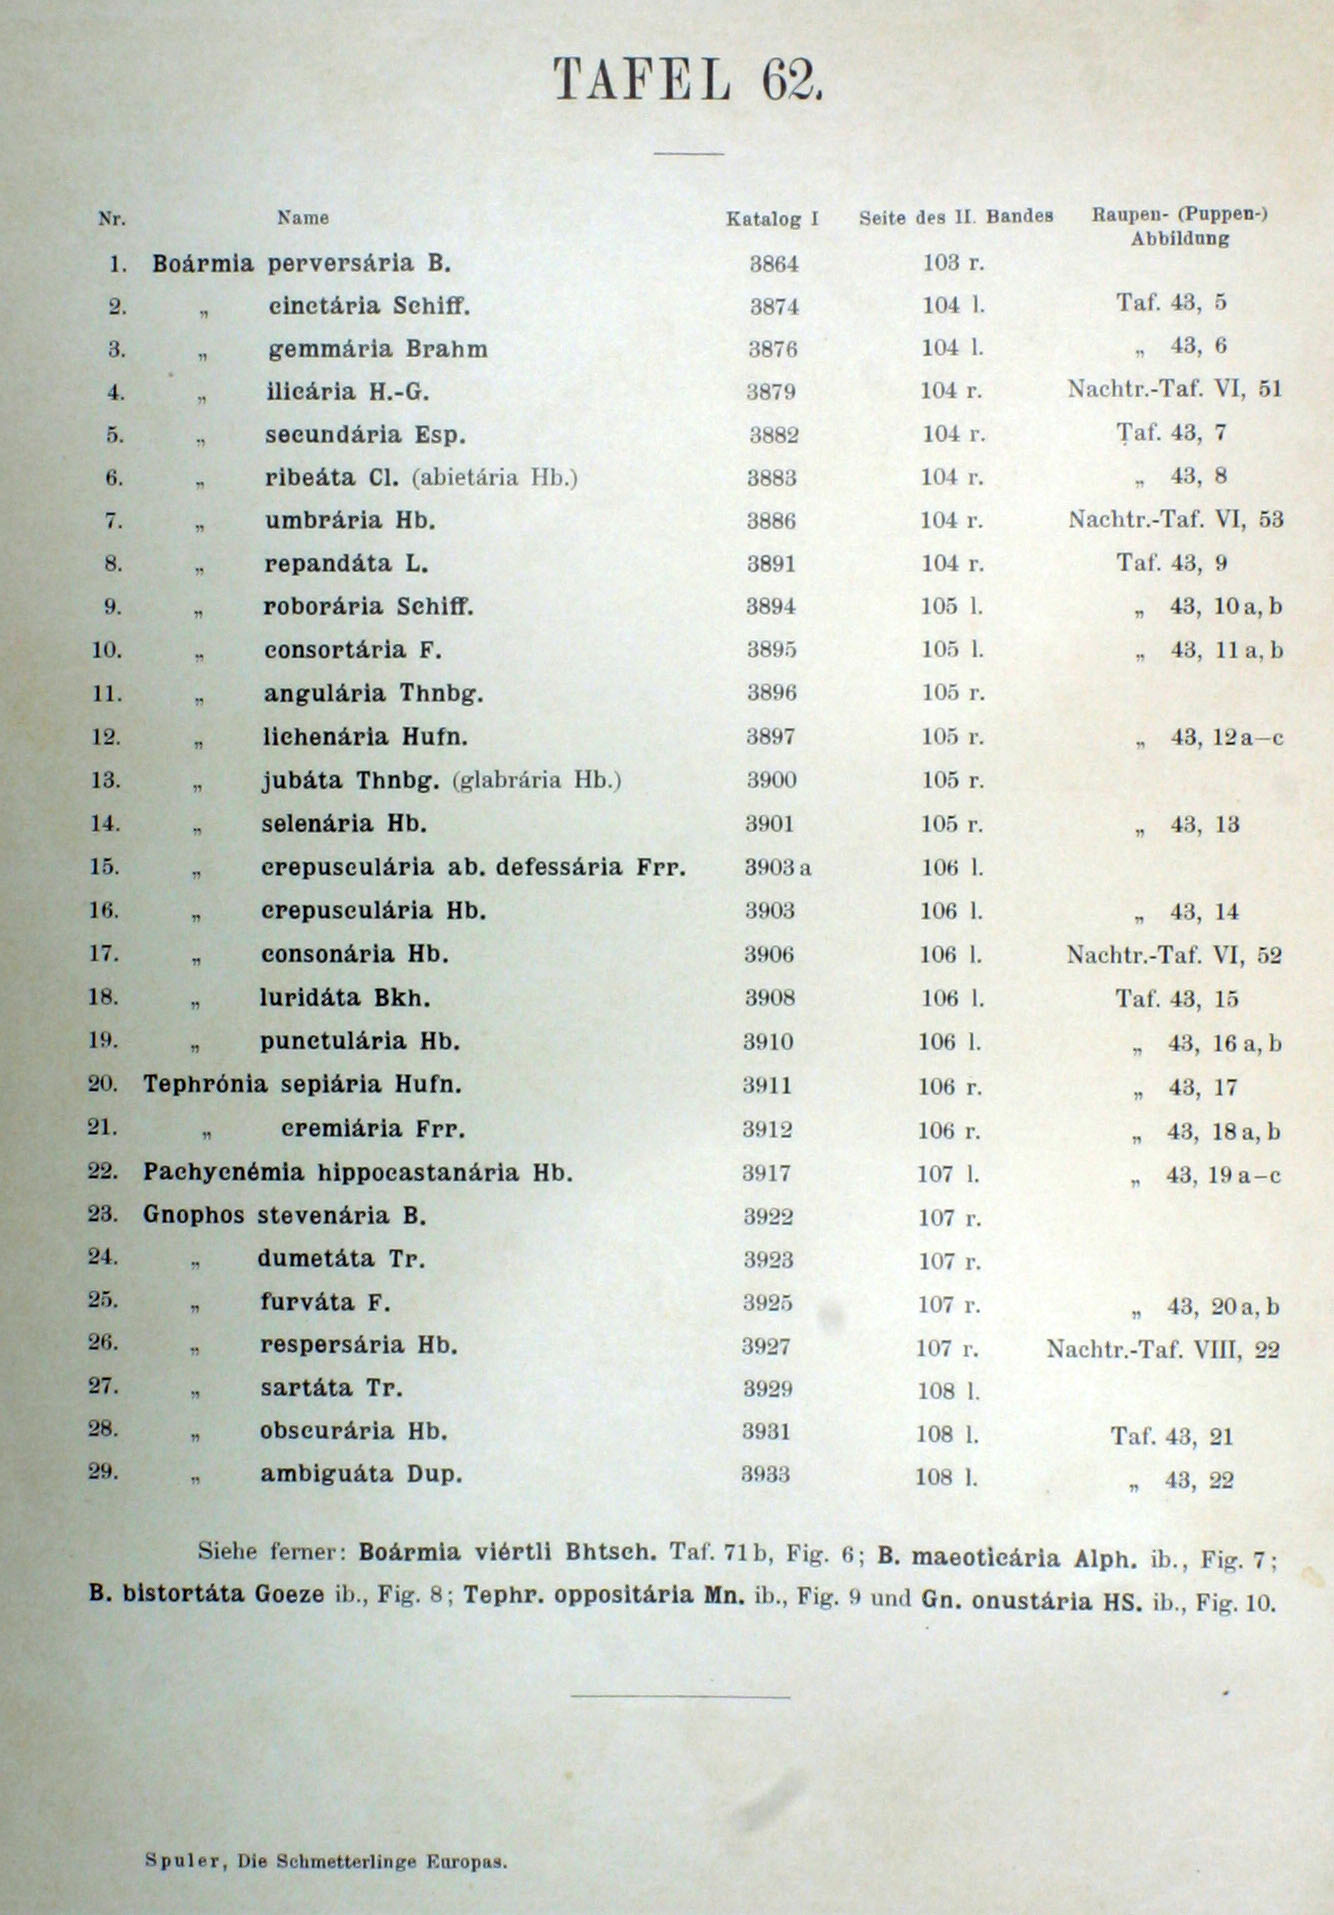 TAFEL 62.
Nr. Name Katalog I Seite des II. Bandes Raupen- (Puppen-)
Abbildung
1. Boármia perversária B. 3864 103 r.
2. „ cinctária Schiff. 3874 104 l. Taf. 43, 5
3. „ gemmária Brahm 3876 104 l. „ 43, 6
4. „ ilicária H.-G. 3879 104 r. Nachtr.-Taf. VI, 51
5. „ secundária Esp. 3882 104 r. Taf. 43, 7
6. „ ribeáta Cl. (abietária Hb.) 3883 104 r. „ 43, 8
7. „ umbrária Hb. 3886 104 r. Nachtr.-Taf. VI, 53
8. „ repandáta L. 3891 104 r. Taf. 43, 9
9. „ roborária Schiff. 3894 105 l. „ 43, 10a, b
10. „ consortária F. 3895 105 l. „ 43, 11a, b
11. „ angulária Thnbg. 3896 105 r.
12. „ lichenária Hufn. 3897 105 r. „ 43, 12a–c
13. „ jubáta Thnbg. (glabrária Hb.) 3900 105 r.
14. „ selenária Hb. 3901 105 r. „ 43, 13
15. „ crepusculária ab. defessária Frr. 3903a 106 l.
16. „ crepusculária Hb. 3903 106 l. „ 43, 14
17. „ consonária Hb. 3906 106 l. Nachtr.-Taf. VI, 52
18. „ luridáta Bkh. 3908 106 l. Taf. 43, 15
19. „ punctulária Hb. 3910 106 l. „ 43, 16a, b
20. Tephrónia sepiária Hufn. 3911 106 r. „ 43, 17
21. „ cremiária Frr. 3912 106 r. „ 43, 18a, b
22. Pachycnémia hippocastanária Hb. 3917 107 l. „ 43, 19a–c
23. Gnophos stevenária B. 3922 107 r.
24. „ dumetáta Tr. 3923 107 r.
25. „ furváta F. 3925 107 r. „ 43, 20a, b
26. „ respersária Hb. 3927 107 r. Nachtr.-Taf. VIII, 22
27. „ sartáta Tr. 3929 108 l.
28. „ obscurária Hb. 3931 108 l. Taf. 43, 21
29. „ ambiguáta Dup. 3933 108 l. „ 43, 22
Siehe ferner: Boármia viértli Bhtsch. Taf. 71b, Fig. 6; B. maeoticária Alph. ib., Fig. 7;
B. bistortáta Goeze ib., Fig. 8; Tephr. oppositária Mn. ib., Fig. 9 und Gn. onustária HS. ib., Fig. 10.
Spuler, Die Schmetterlinge Europas.